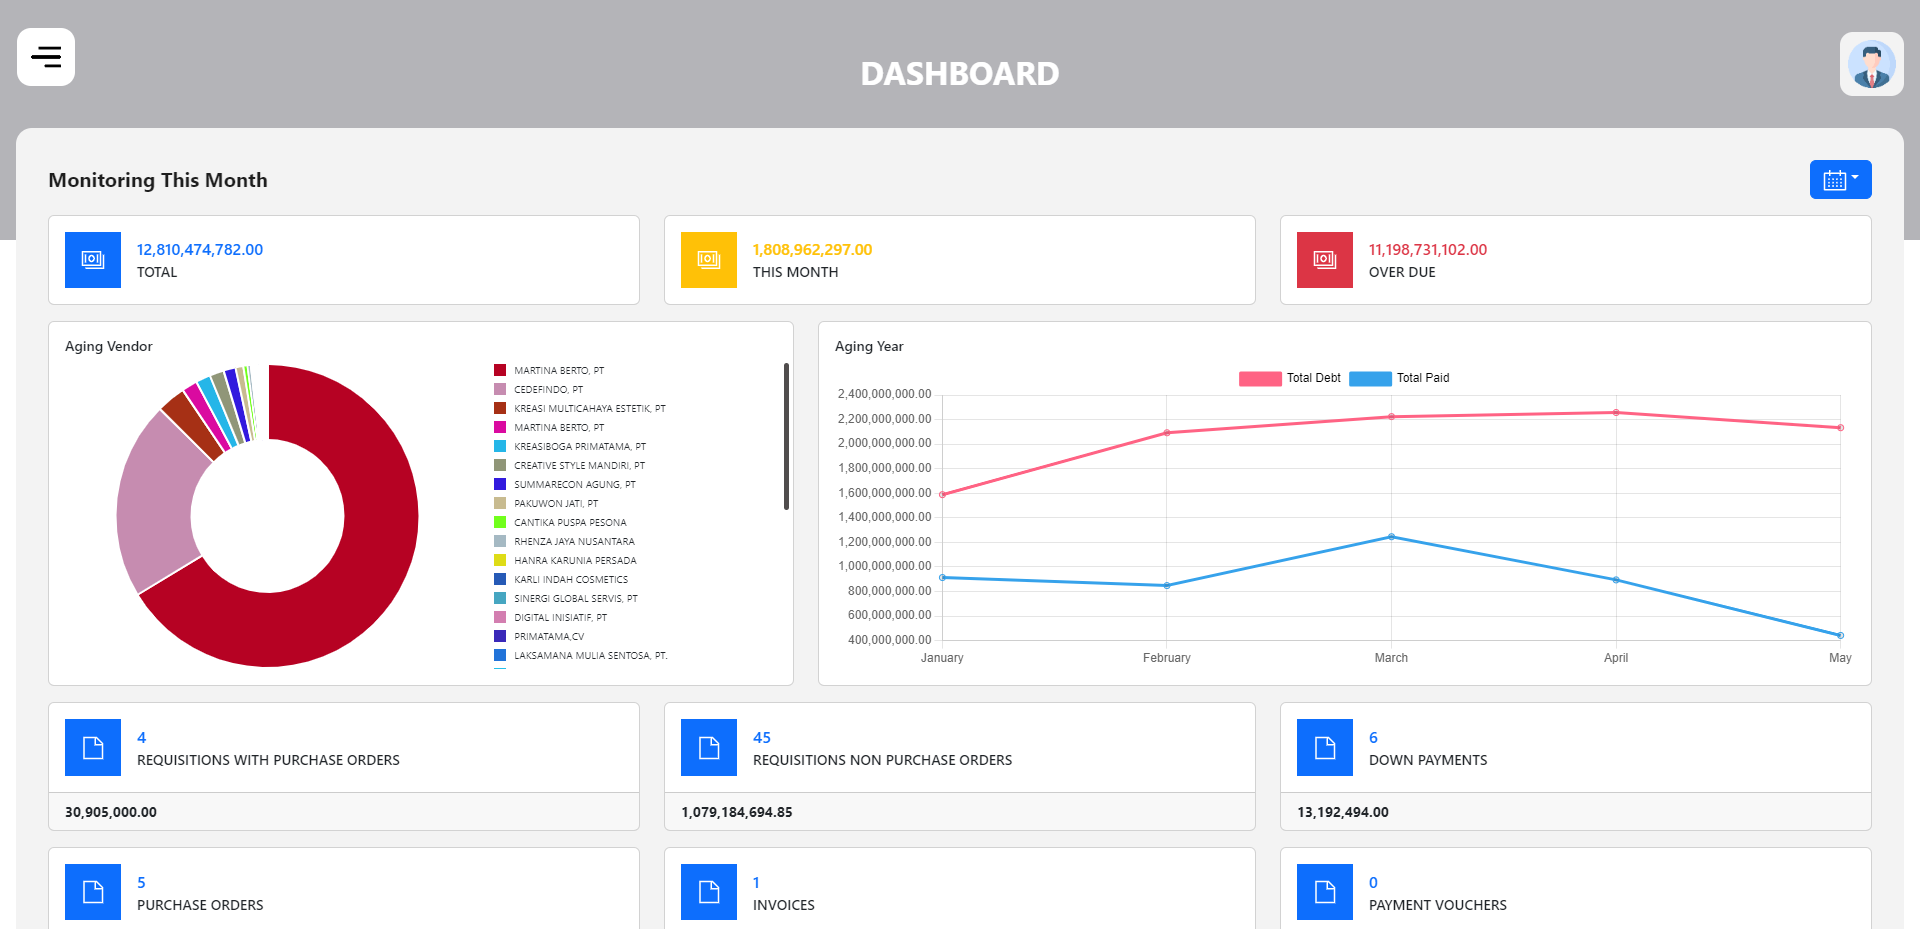 DASHBOARD
Monitoring This Month
12,810,474,782.00
TOTAL
1,808,962,297.00
THIS MONTH
11,198,731,102.00
OVER DUE
Aging Vendor
MARTINA BERTO, PT
CEDEFINDO, PT
KREASI MULTICAHAYA ESTETIK, PT
MARTINA BERTO, PT
KREASIBOGA PRIMATAMA, PT
CREATIVE STYLE MANDIRI, PT
SUMMARECON AGUNG, PT
PAKUWON JATI, PT
CANTIKA PUSPA PESONA
RHENZA JAYA NUSANTARA
HANRA KARUNIA PERSADA
KARLI INDAH COSMETICS
SINERGI GLOBAL SERVIS, PT
DIGITAL INISIATIF, PT
PRIMATAMA,CV
LAKSAMANA MULIA SENTOSA, PT.
Aging Year
Total Debt
Total Paid
2,400,000,000.00
2,200,000,000.00
2,000,000,000.00
1,800,000,000.00
1,600,000,000.00
1,400,000,000.00
1,200,000,000.00
1,000,000,000.00
800,000,000.00
600,000,000.00
400,000,000.00
January February March April May
4
REQUISITIONS WITH PURCHASE ORDERS
30,905,000.00
45
REQUISITIONS NON PURCHASE ORDERS
1,079,184,694.85
6
DOWN PAYMENTS
13,192,494.00
5
PURCHASE ORDERS
1
INVOICES
0
PAYMENT VOUCHERS